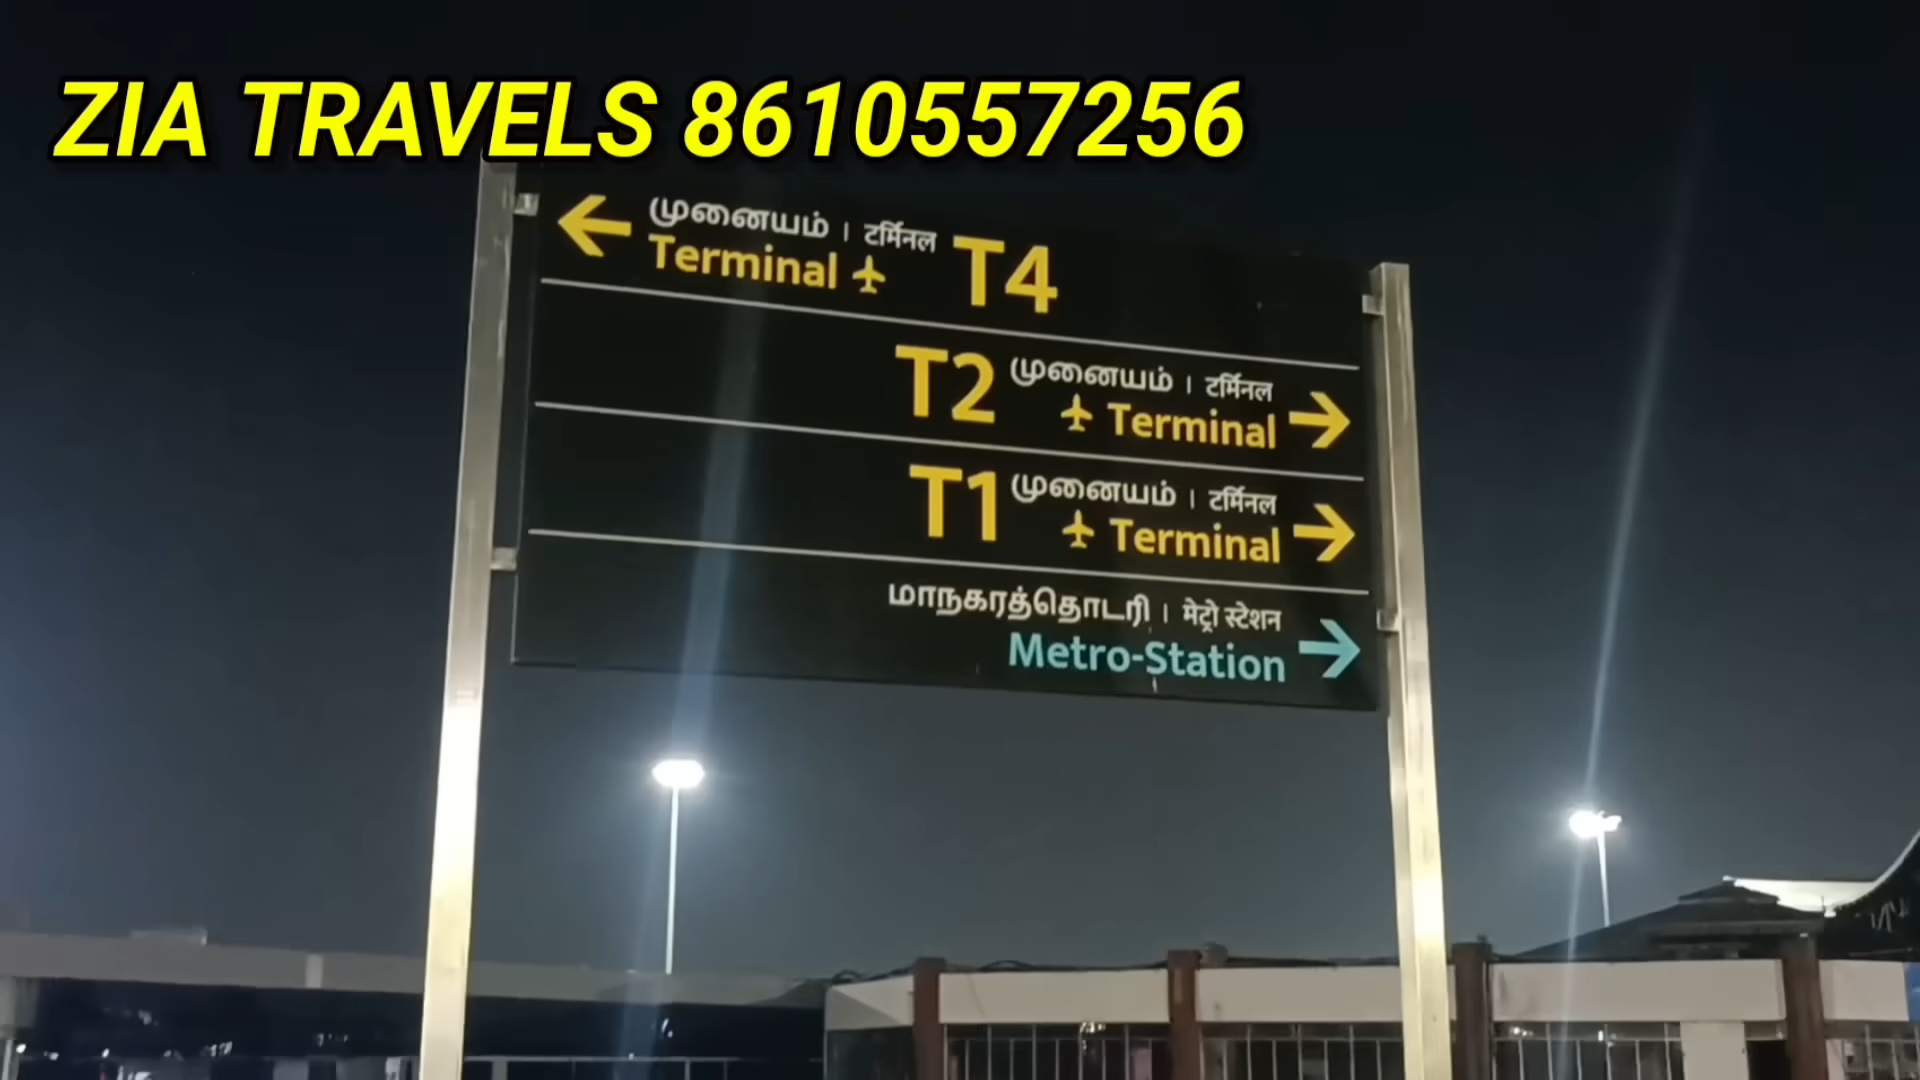 ZIA TRAVELS 8610557256
முனையம் | टर्मिनल
Terminal T4
T2 முனையம் | टर्मिनल
Terminal
T1 முனையம் | टर्मिनल
Terminal
மாநகரத்தொடரி | मेट्रो स्टेशन
Metro-Station